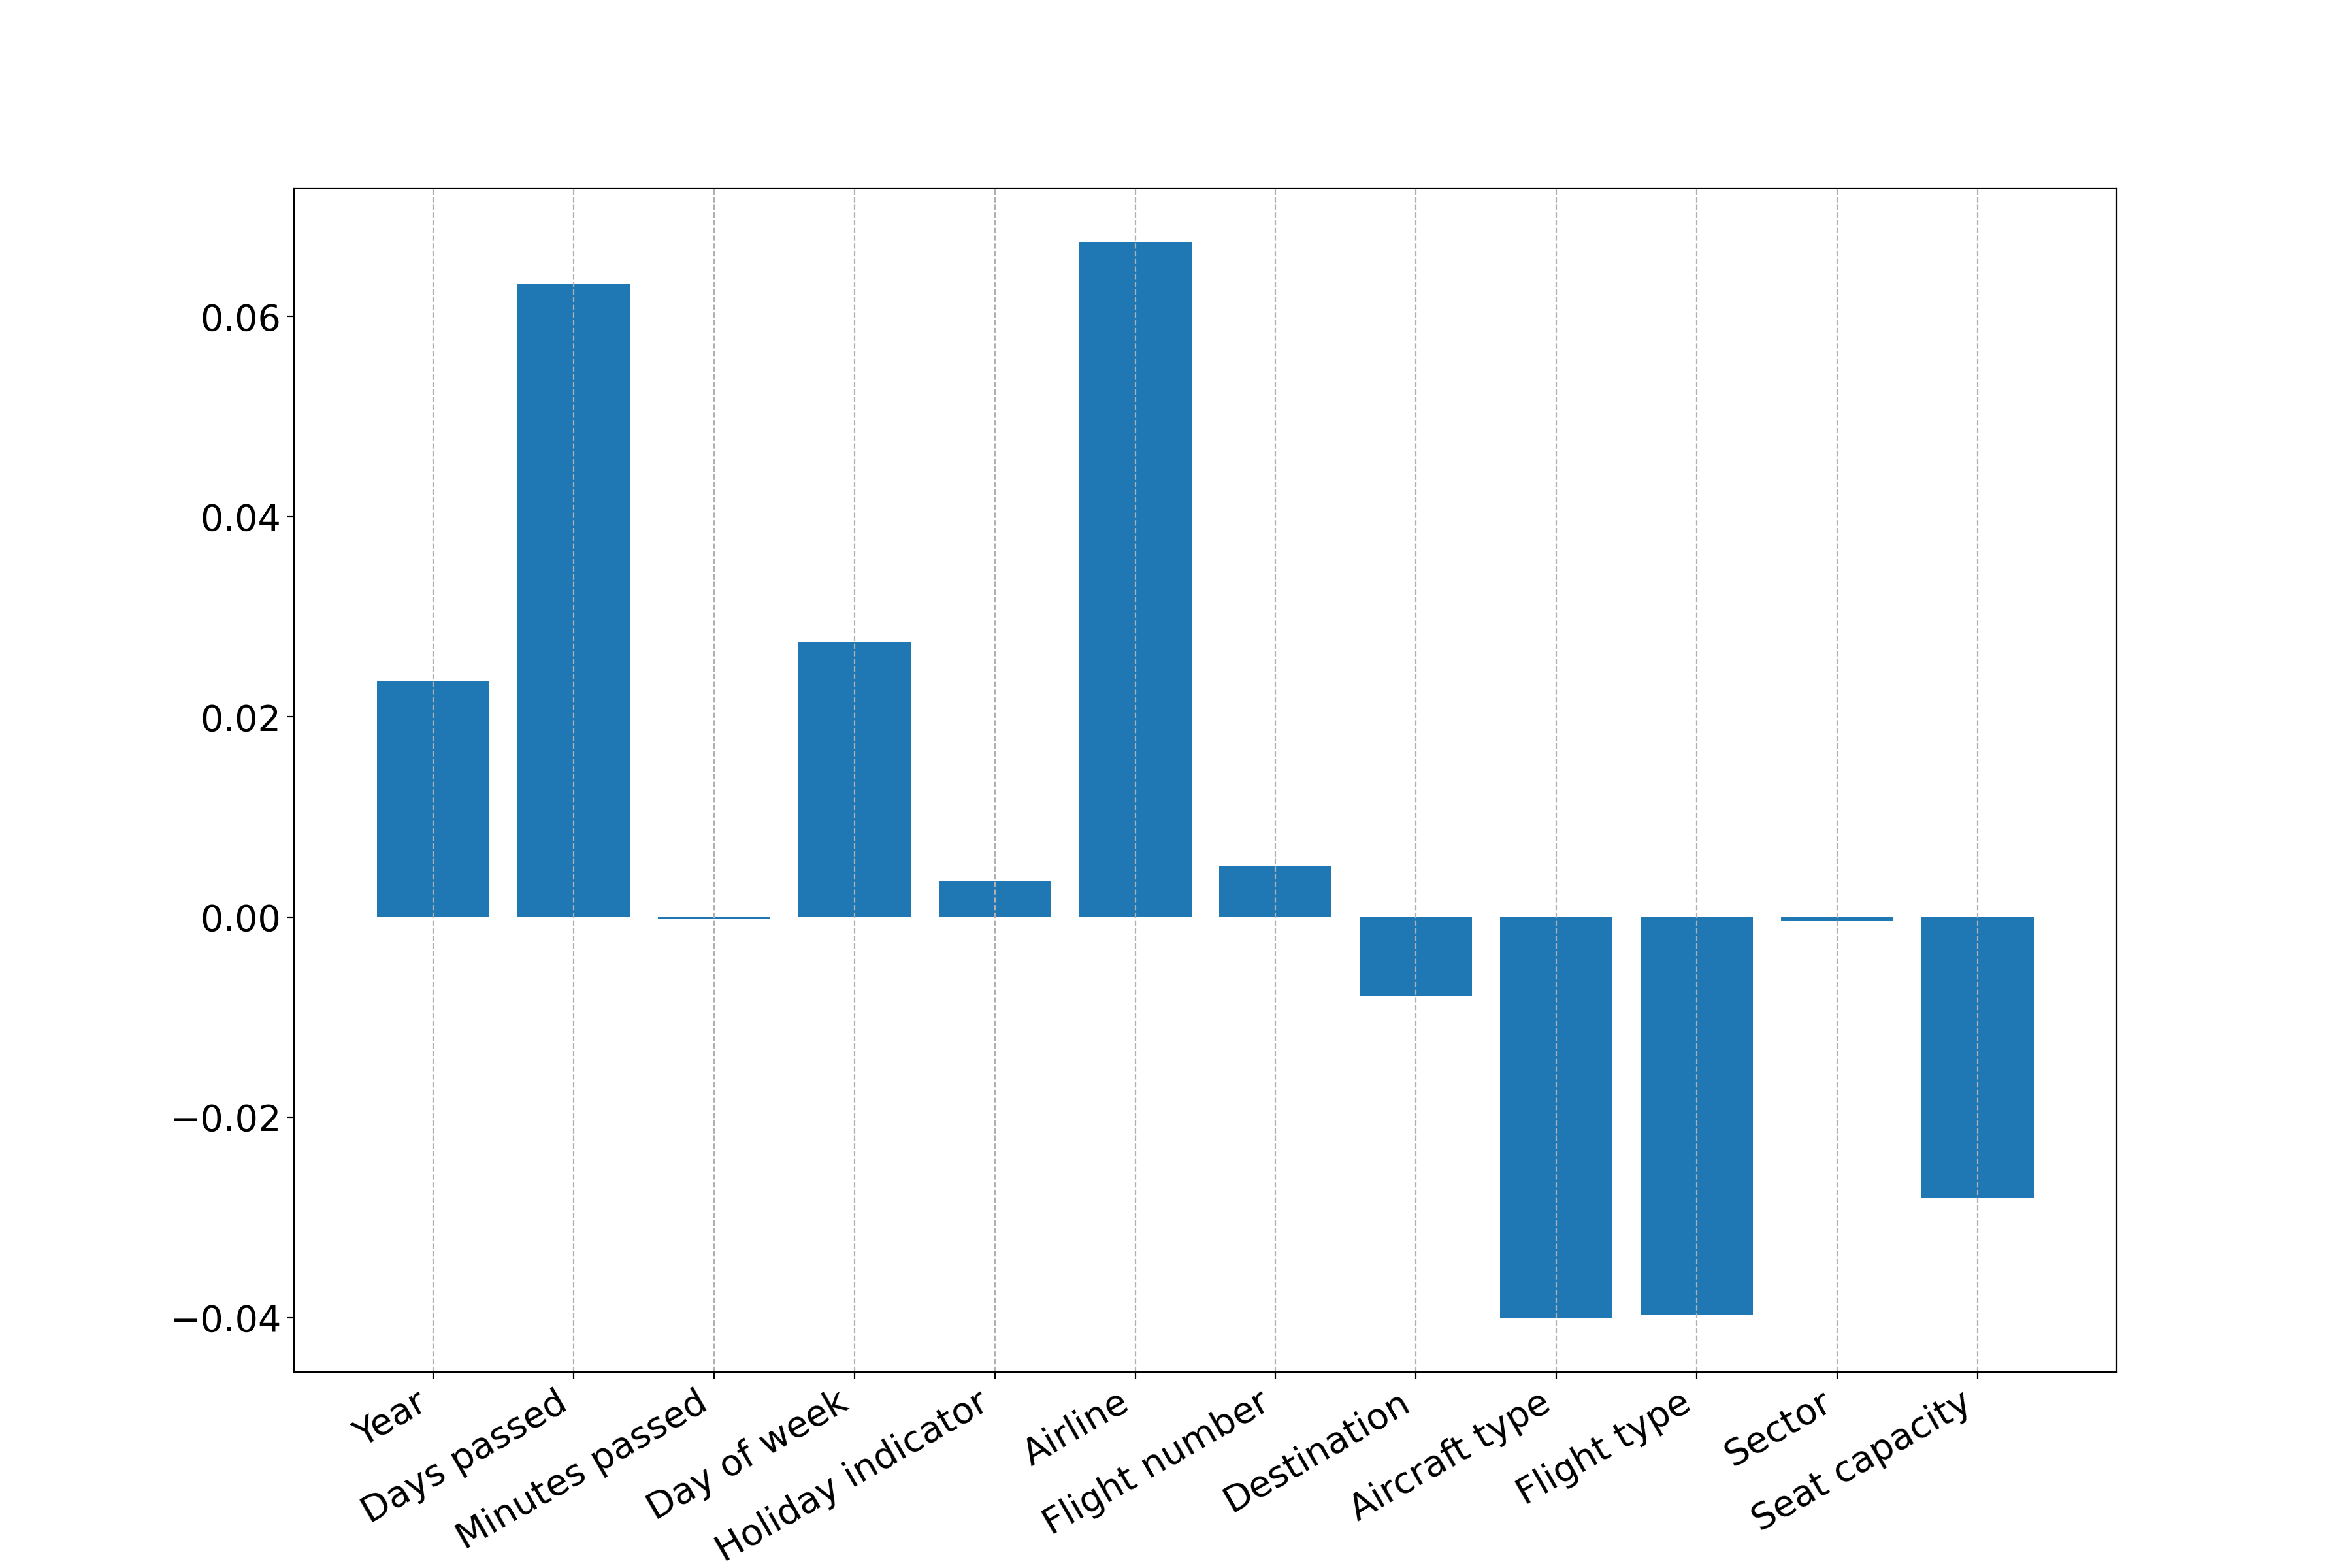 0.06
0.04
0.02
0.00
−0.02
−0.04
Year
Days passed
Minutes passed
Day of week
Holiday indicator
Airline
Flight number
Destination
Aircraft type
Flight type
Sector
Seat capacity